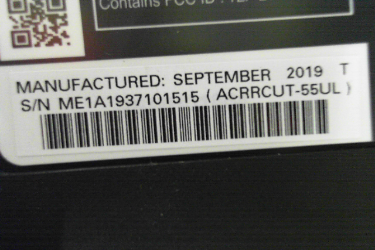 Contains FCC ID :
MANUFACTURED: SEPTEMBER 2019 T
S/N ME1A1937101515 ( ACRRCUT-55UL )